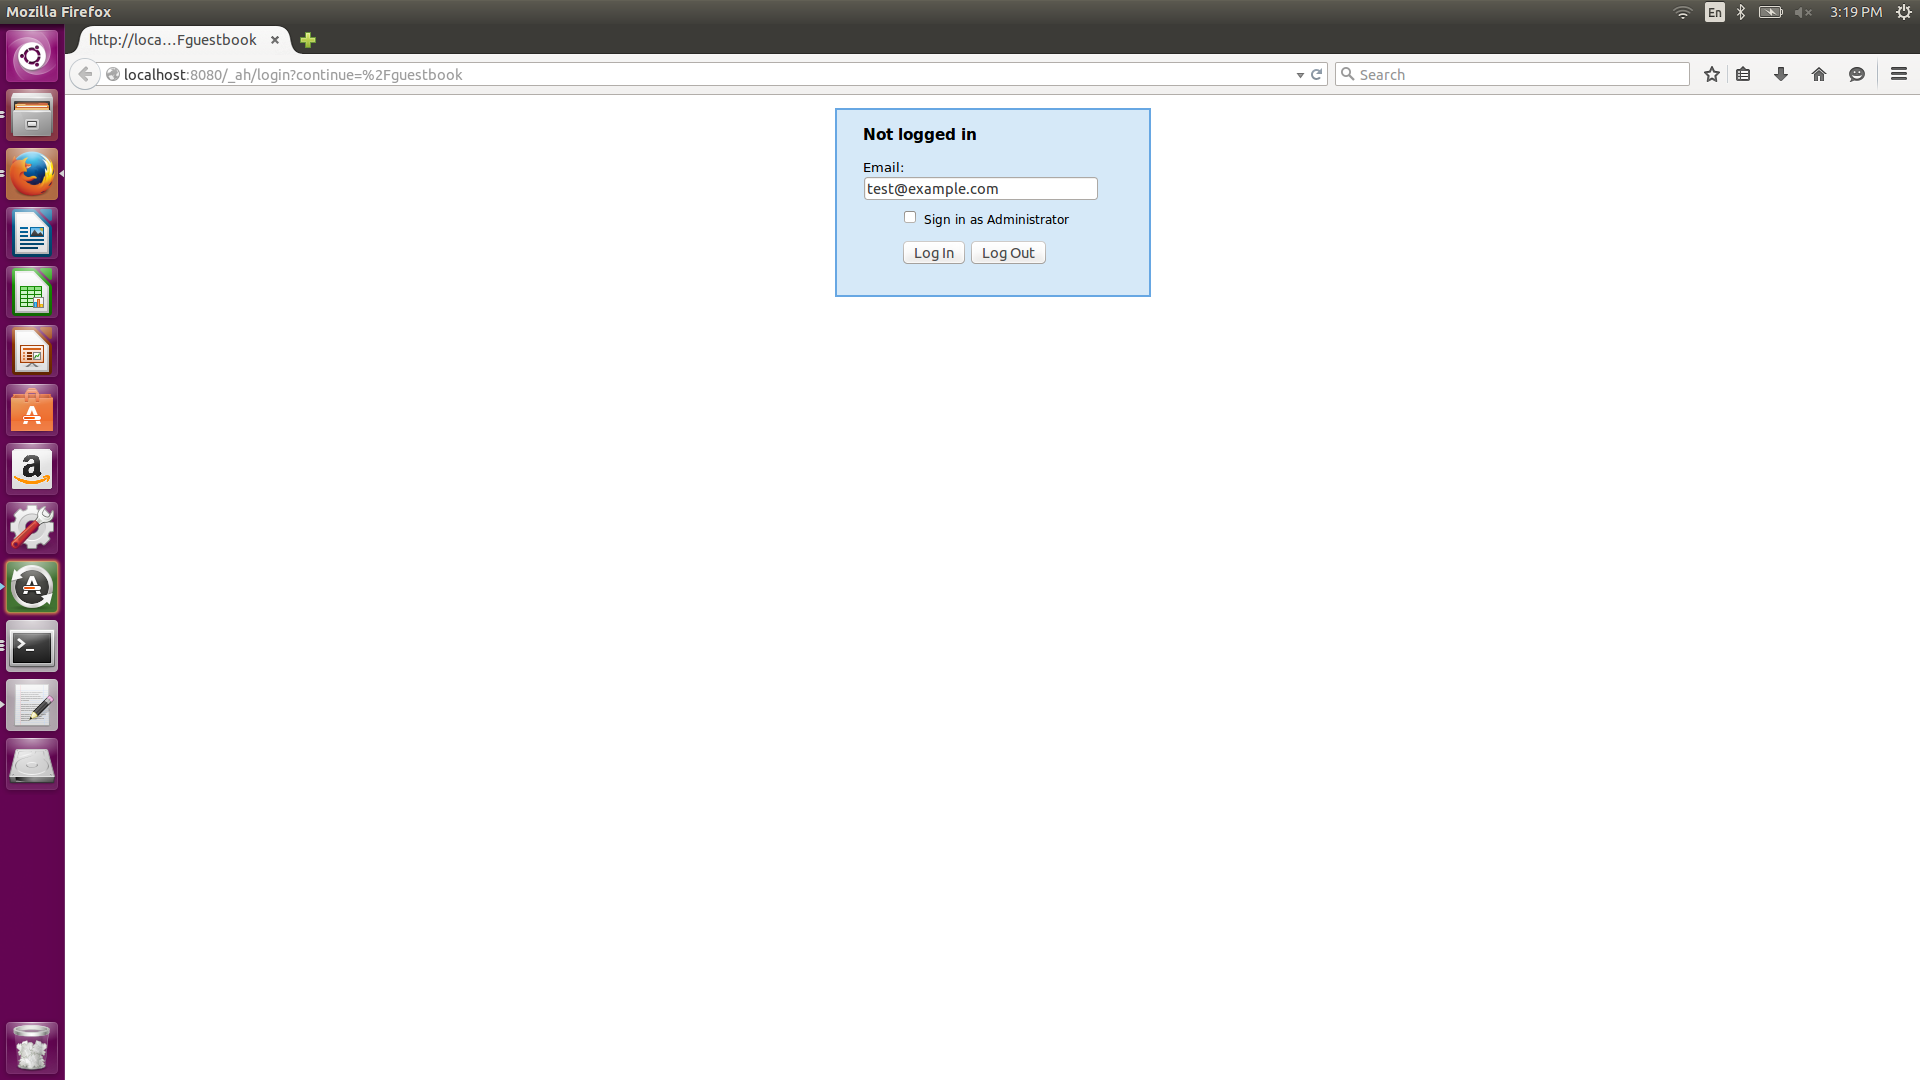 Mozilla Firefox
En
3:19 PM
http://loca...Fguestbook
localhost:8080/_ah/login?continue=%2Fguestbook
Search
Not logged in
Email:
test@example.com
Sign in as Administrator
Log In Log Out